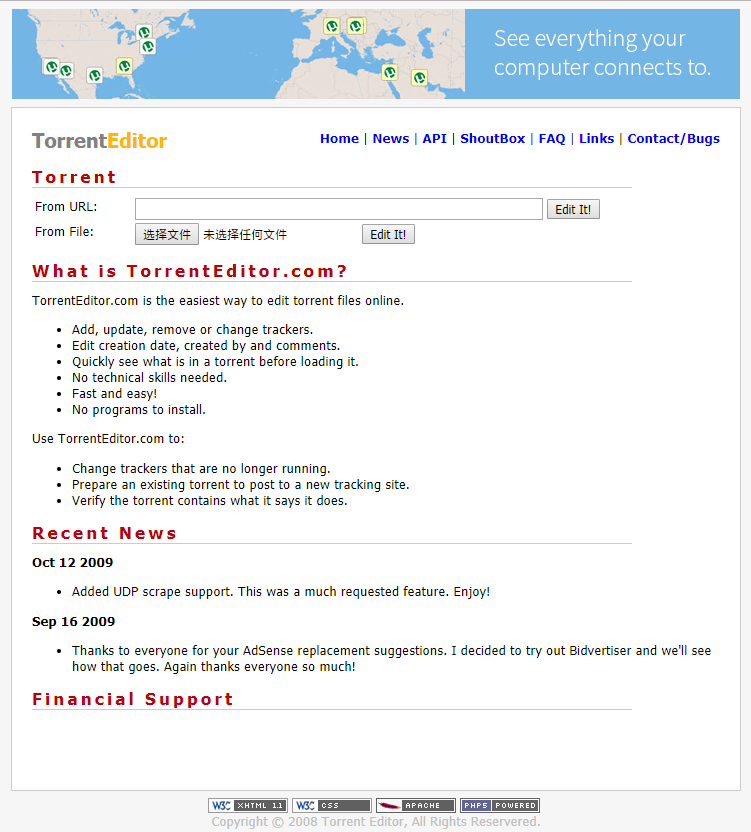 See everything your
computer connects to.
TorrentEditor
Home | News | API | ShoutBox | FAQ | Links | Contact/Bugs
Torrent
From URL: Edit It!
From File: 选择文件 未选择任何文件 Edit It!
What is TorrentEditor.com?
TorrentEditor.com is the easiest way to edit torrent files online.
• Add, update, remove or change trackers.
• Edit creation date, created by and comments.
• Quickly see what is in a torrent before loading it.
• No technical skills needed.
• Fast and easy!
• No programs to install.
Use TorrentEditor.com to:
• Change trackers that are no longer running.
• Prepare an existing torrent to post to a new tracking site.
• Verify the torrent contains what it says it does.
Recent News
Oct 12 2009
• Added UDP scrape support. This was a much requested feature. Enjoy!
Sep 16 2009
• Thanks to everyone for your AdSense replacement suggestions. I decided to try out Bidvertiser and we'll see
how that goes. Again thanks everyone so much!
Financial Support
W3C XHTML 1.1 W3C CSS APACHE PHP5 POWERED
Copyright © 2008 Torrent Editor, All Rights Reservered.